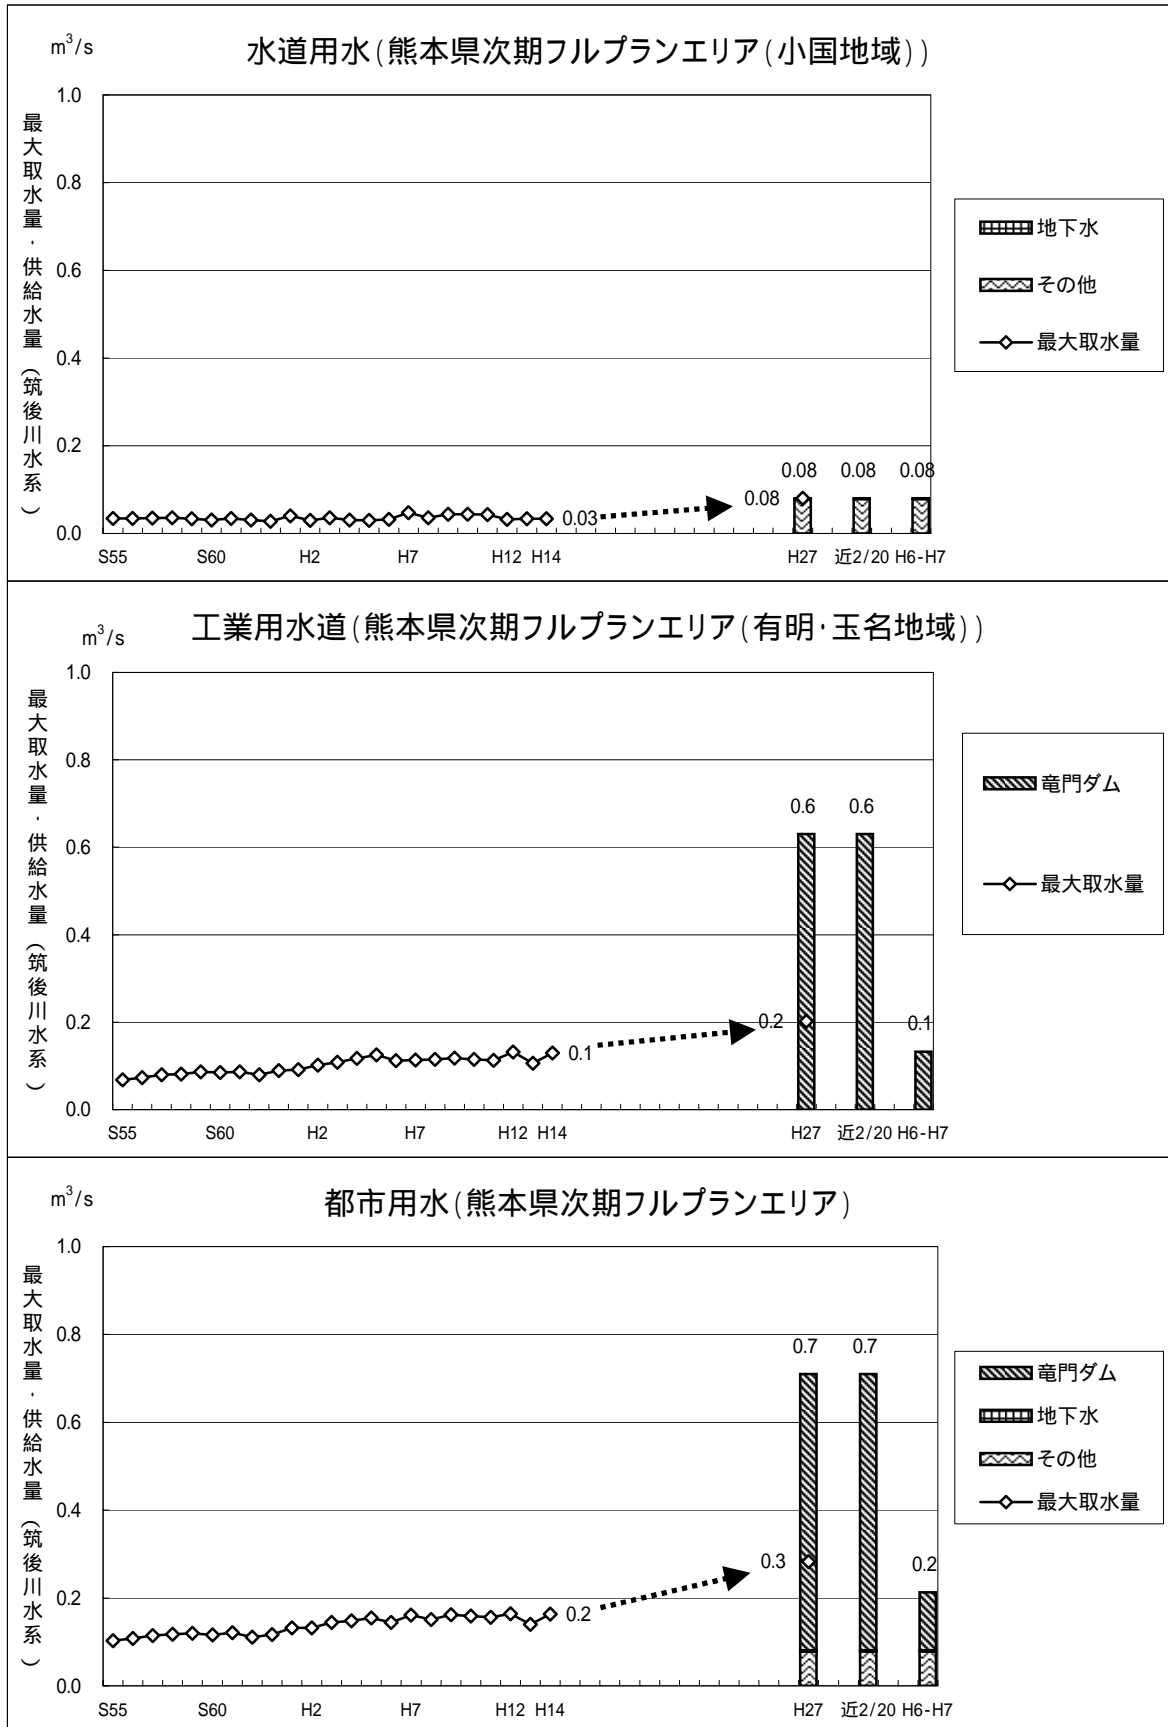 m³/s
水道用水(熊本県次期フルプランエリア(小国地域))
最大取水量・供給水量(筑後川水系)
1.0
0.8
0.6
0.4
0.2
0.0
0.03
0.08
0.08 0.08 0.08
S55 S60 H2 H7 H12 H14 H27 近2/20 H6-H7
地下水
その他
最大取水量
m³/s
工業用水道(熊本県次期フルプランエリア(有明・玉名地域))
最大取水量・供給水量(筑後川水系)
1.0
0.8
0.6
0.4
0.2
0.0
0.1
0.2
0.6 0.6 0.1
S55 S60 H2 H7 H12 H14 H27 近2/20 H6-H7
竜門ダム
最大取水量
m³/s
都市用水(熊本県次期フルプランエリア)
最大取水量・供給水量(筑後川水系)
1.0
0.8
0.6
0.4
0.2
0.0
0.2
0.3
0.7 0.7 0.2
S55 S60 H2 H7 H12 H14 H27 近2/20 H6-H7
竜門ダム
地下水
その他
最大取水量